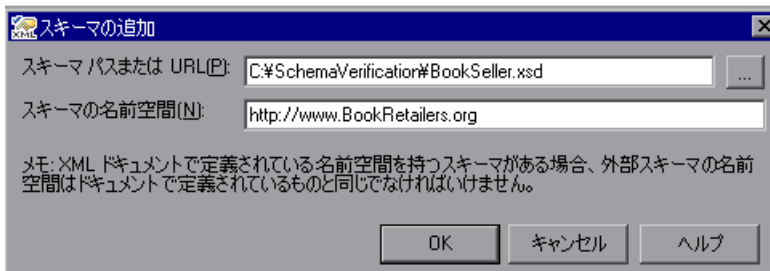 XML スキーマの追加
スキーマ パスまたは URL(P): C:¥SchemaVerification¥BookSeller.xsd ...
スキーマの名前空間(N): http://www.BookRetailers.org
メモ: XML ドキュメントで定義されている名前空間を持つスキーマがある場合、外部スキーマの名前
空間はドキュメントで定義されているものと同じでなければいけません。
OK キャンセル ヘルプ